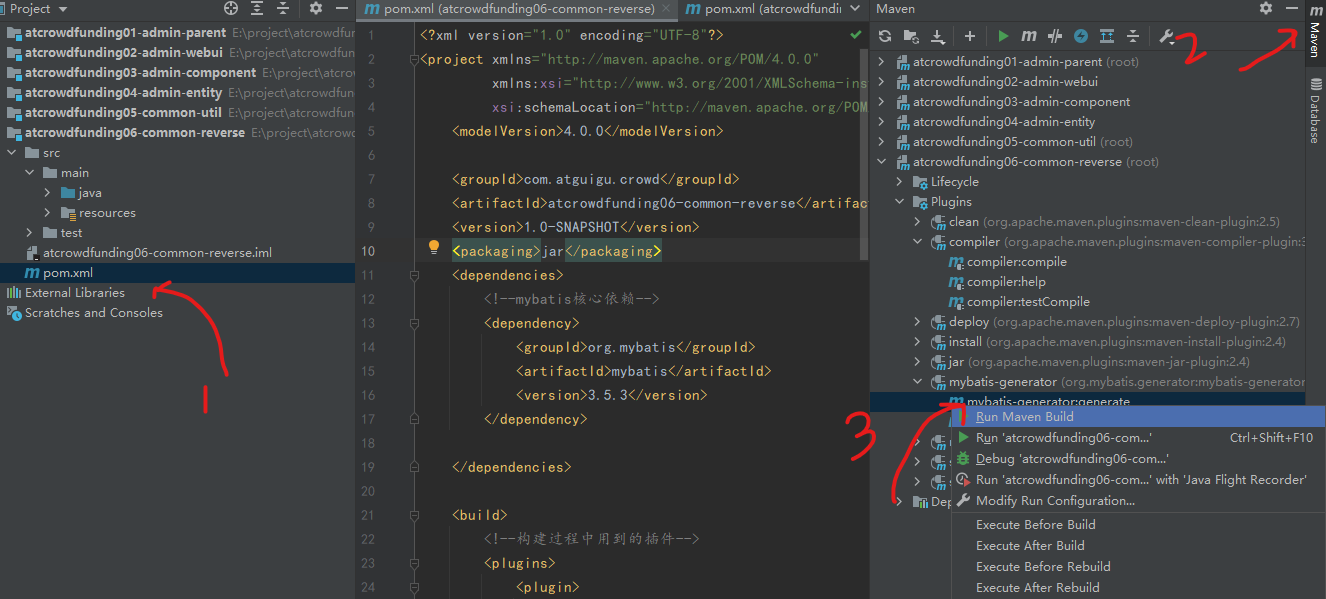 Project
atcrowdfunding01-admin-parent E:\project\atcrowdfun
atcrowdfunding02-admin-webui E:\project\atcrowdfun
atcrowdfunding03-admin-component E:\project\atcro
atcrowdfunding04-admin-entity E:\project\atcrowdfun
atcrowdfunding05-common-util E:\project\atcrowdfun
atcrowdfunding06-common-reverse E:\project\atcrow
src
main
java
resources
test
atcrowdfunding06-common-reverse.iml
pom.xml
External Libraries
Scratches and Consoles
1
pom.xml (atcrowdfunding06-common-reverse)
pom.xml (atcrowdfundi
1 <?xml version="1.0" encoding="UTF-8"?>
2 <project xmlns="http://maven.apache.org/POM/4.0.0"
3 xmlns:xsi="http://www.w3.org/2001/XMLSchema-ins
4 xsi:schemaLocation="http://maven.apache.org/POM
5 <modelVersion>4.0.0</modelVersion>
6
7 <groupId>com.atguigu.crowd</groupId>
8 <artifactId>atcrowdfunding06-common-reverse</artifac
9 <version>1.0-SNAPSHOT</version>
10 <packaging>jar</packaging>
11 <dependencies>
12 <!--mybatis核心依赖-->
13 <dependency>
14 <groupId>org.mybatis</groupId>
15 <artifactId>mybatis</artifactId>
16 <version>3.5.3</version>
17 </dependency>
18
19 </dependencies>
20
21 <build>
22 <!--构建过程中用到的插件-->
23 <plugins>
24 <plugin>
Maven
2
atcrowdfunding01-admin-parent (root)
atcrowdfunding02-admin-webui
atcrowdfunding03-admin-component
atcrowdfunding04-admin-entity
atcrowdfunding05-common-util (root)
atcrowdfunding06-common-reverse (root)
Lifecycle
Plugins
clean (org.apache.maven.plugins:maven-clean-plugin:2.5)
compiler (org.apache.maven.plugins:maven-compiler-plugin:3
compiler:compile
compiler:help
compiler:testCompile
deploy (org.apache.maven.plugins:maven-deploy-plugin:2.7)
install (org.apache.maven.plugins:maven-install-plugin:2.4)
jar (org.apache.maven.plugins:maven-jar-plugin:2.4)
mybatis-generator (org.mybatis.generator:mybatis-generator
mybatis-generator:generate
3
Dep
Run Maven Build
Run 'atcrowdfunding06-com...' Ctrl+Shift+F10
Debug 'atcrowdfunding06-com...'
Run 'atcrowdfunding06-com...' with 'Java Flight Recorder'
Modify Run Configuration...
Execute Before Build
Execute After Build
Execute Before Rebuild
Execute After Rebuild
Maven
Database